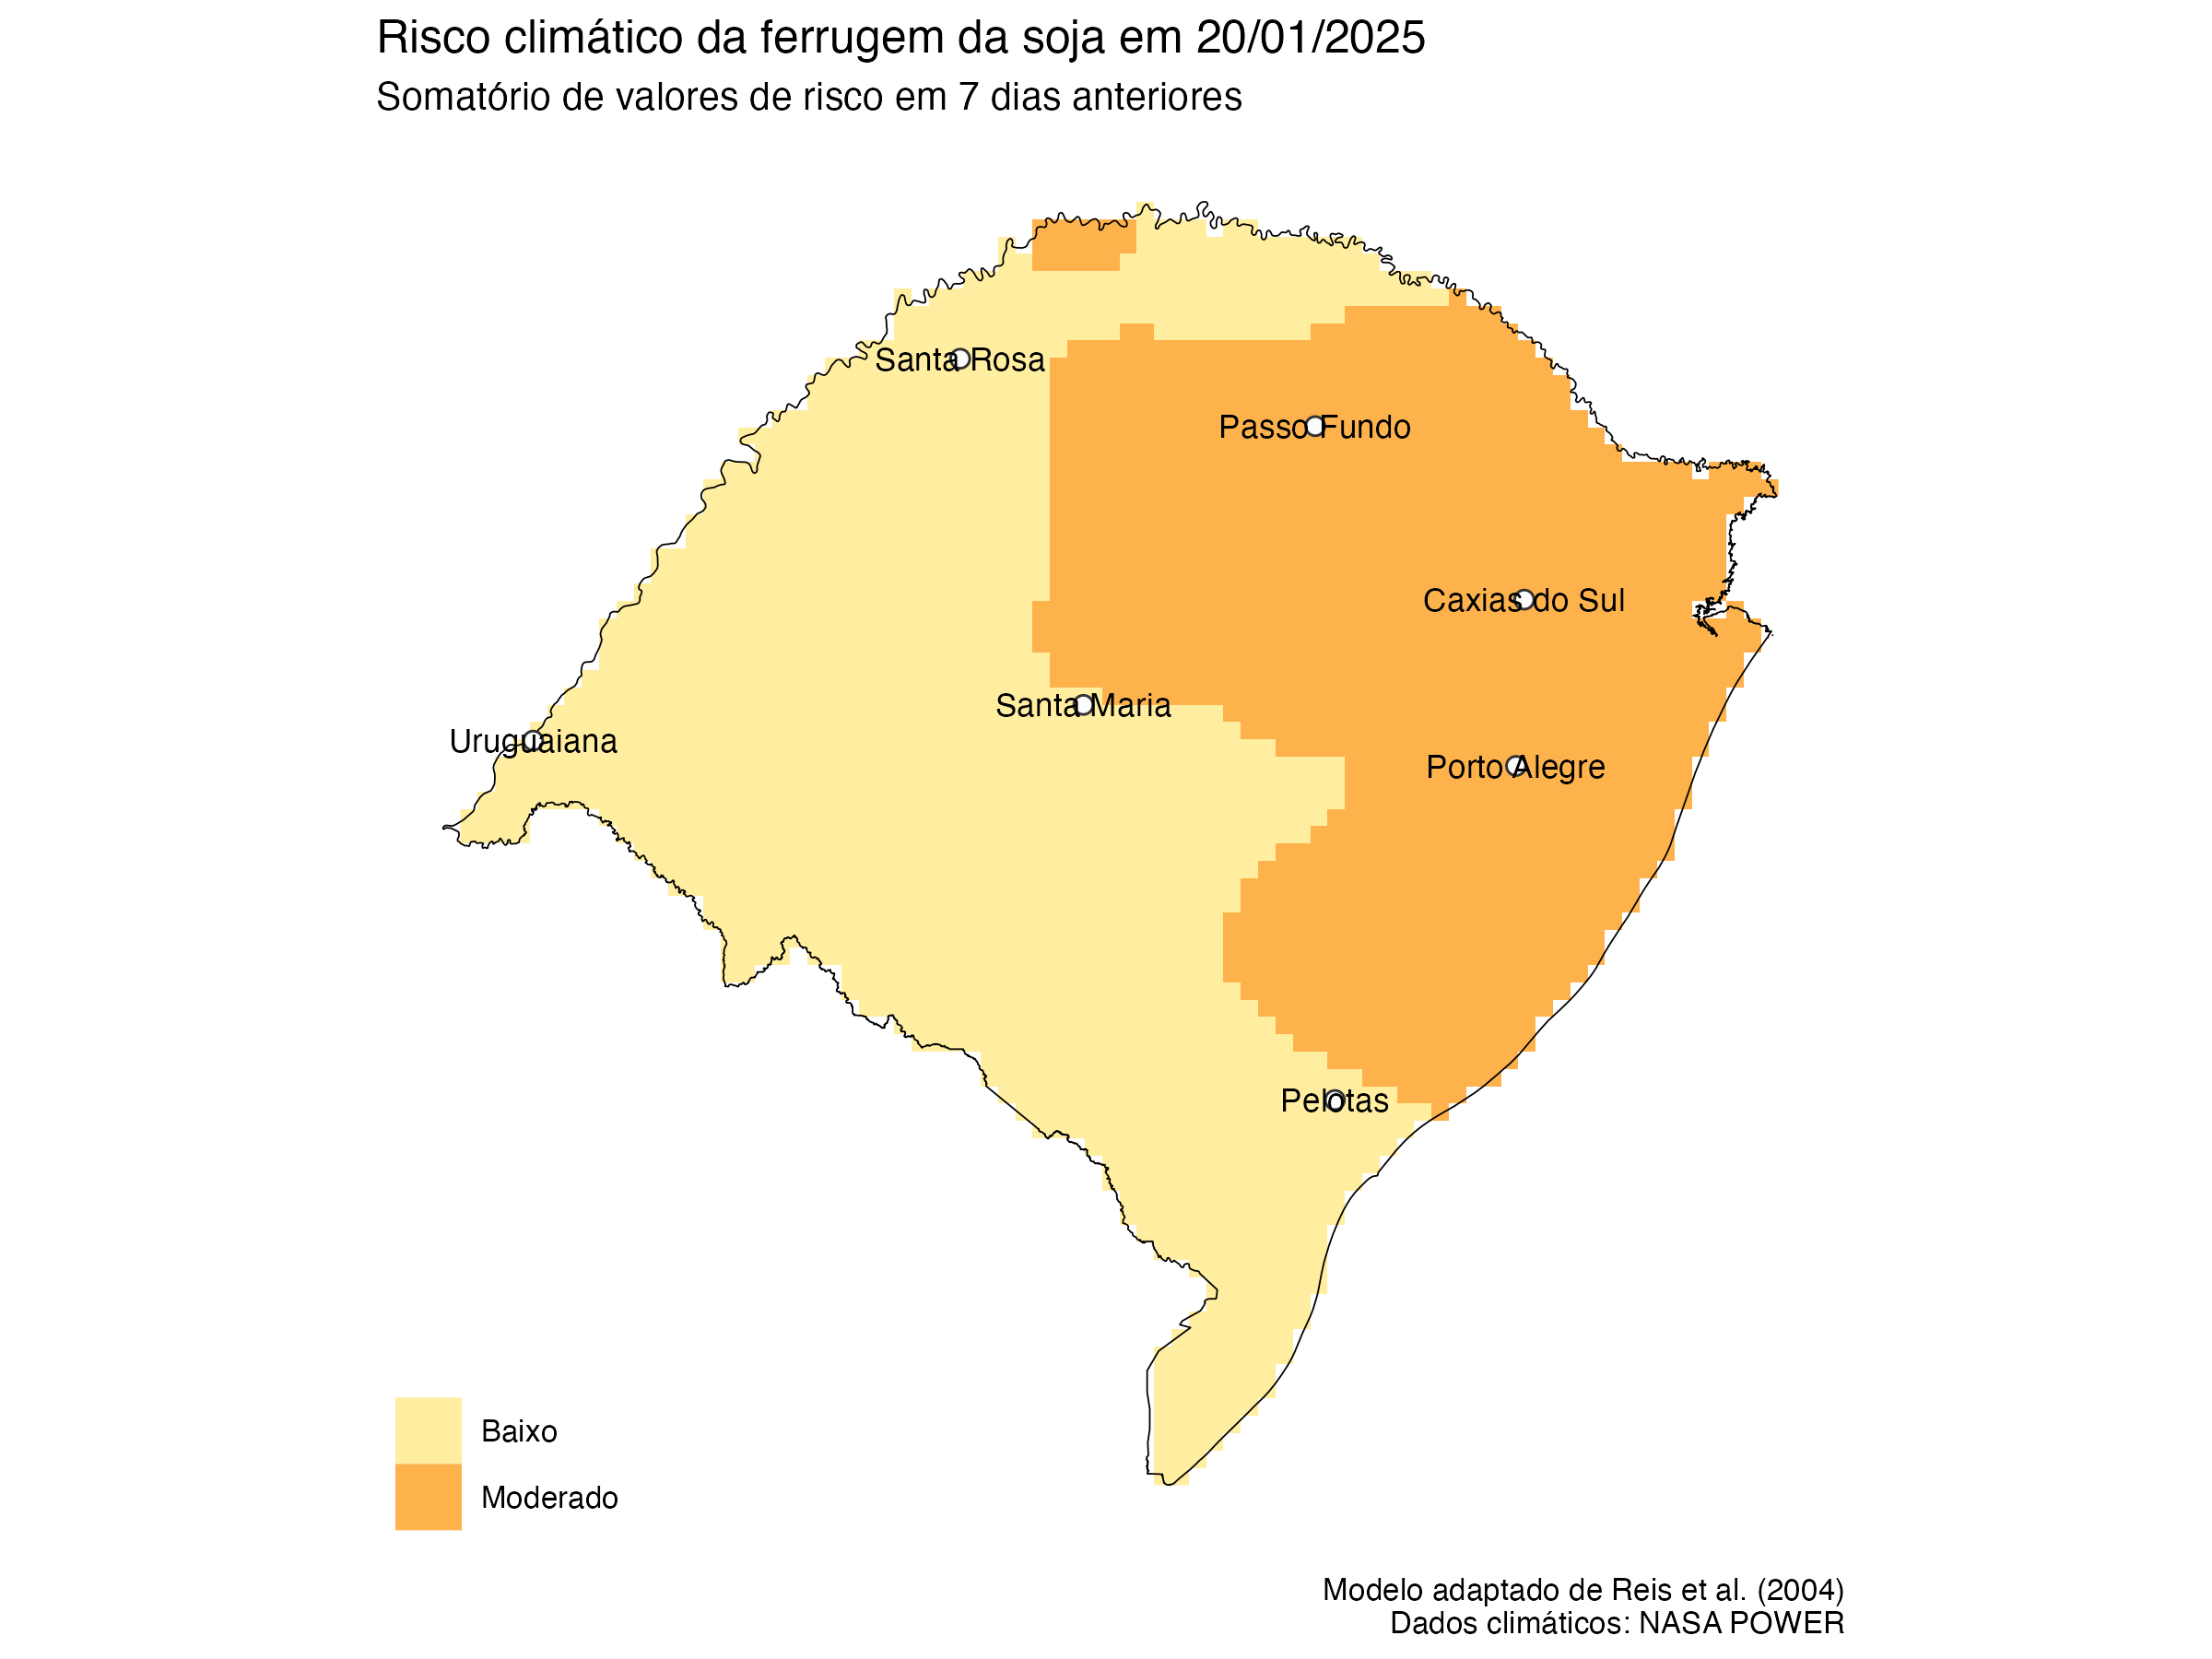 Risco climático da ferrugem da soja em 20/01/2025
Somatório de valores de risco em 7 dias anteriores
Santa Rosa
Passo Fundo
Caxias do Sul
Santa Maria
Uruguaiana
Porto Alegre
Pelotas
Baixo
Moderado
Modelo adaptado de Reis et al. (2004)
Dados climáticos: NASA POWER